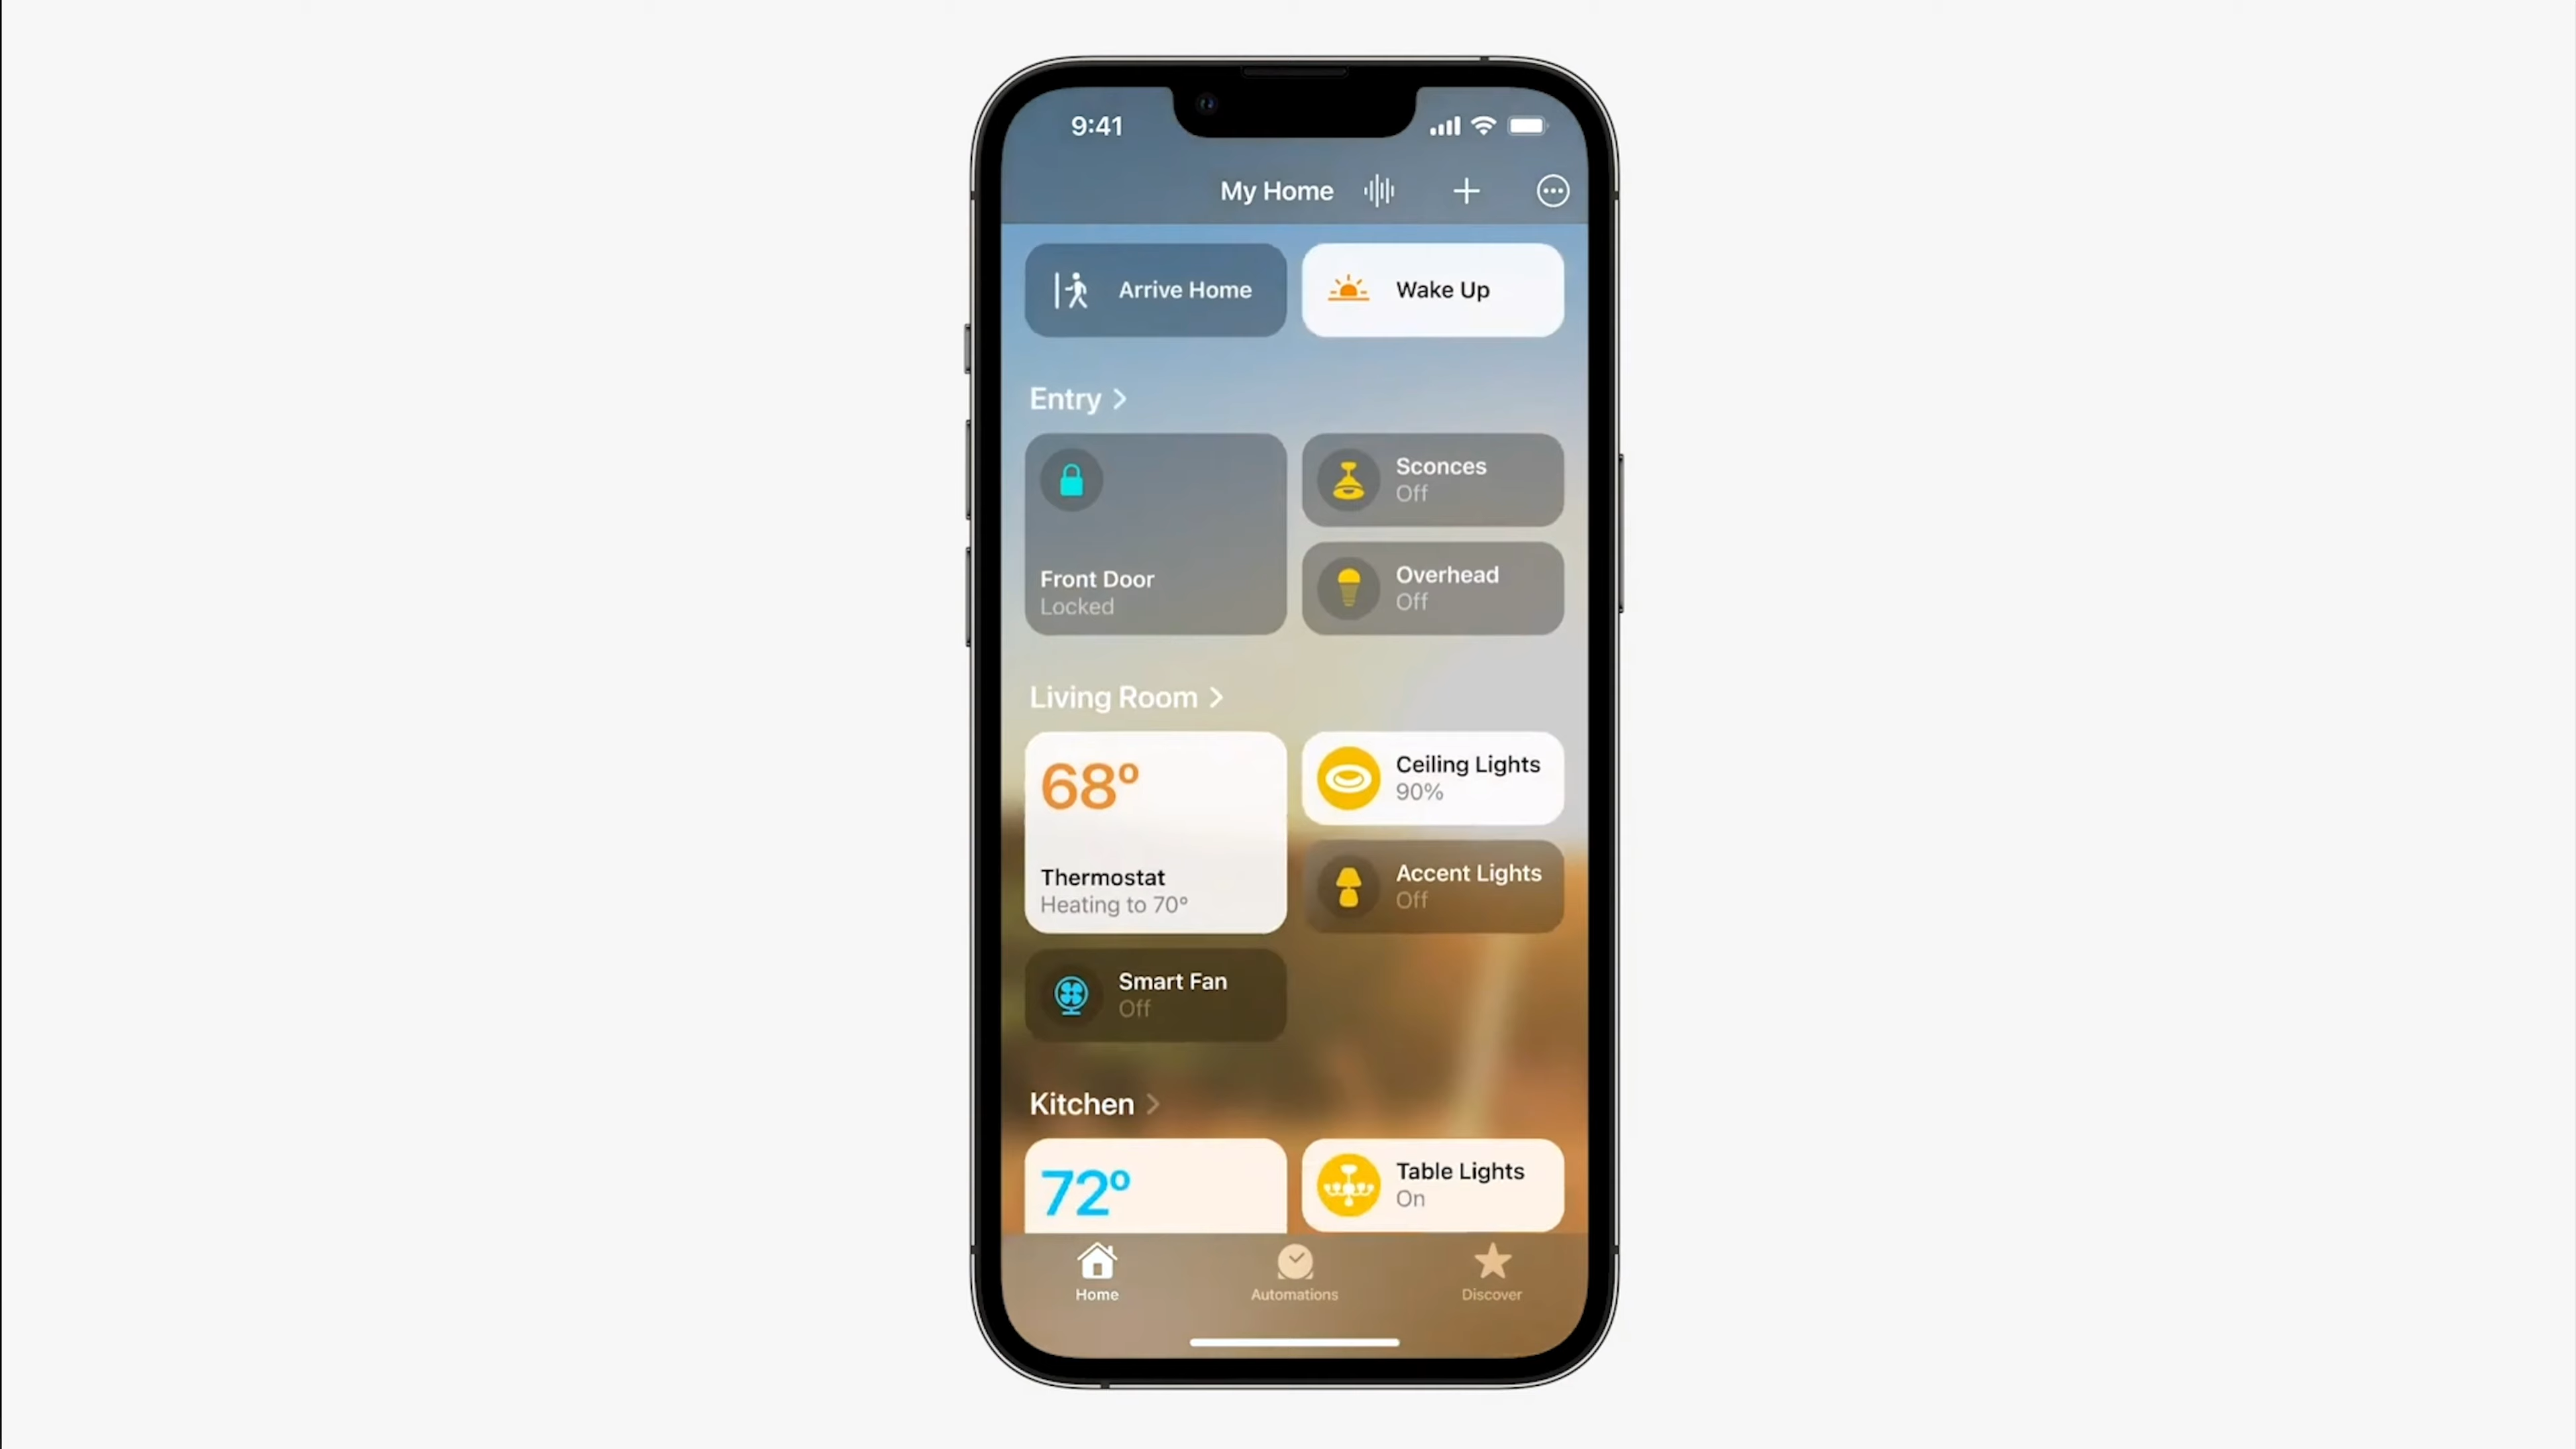 9:41
My Home
Arrive Home
Wake Up
Entry >
Front Door
Locked
Sconces
Off
Overhead
Off
Living Room >
68°
Thermostat
Heating to 70°
Ceiling Lights
90%
Accent Lights
Off
Smart Fan
Off
Kitchen >
72°
Table Lights
On
Home
Automations
Discover